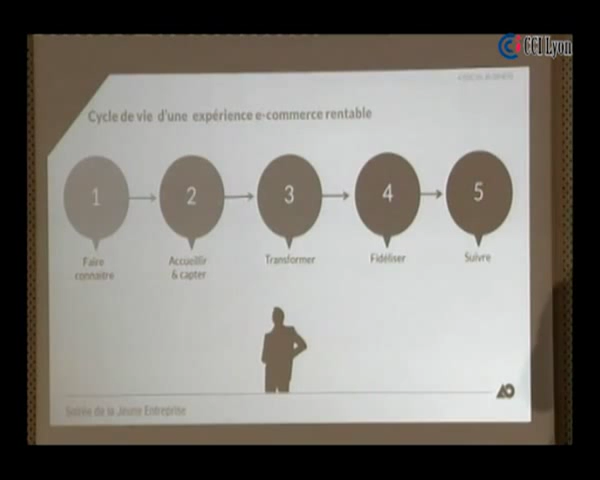 CCI Lyon
Cycle de vie d'une expérience e-commerce rentable
1
2
3
4
5
Faire
connaître
Accueillir
& capter
Transformer
Fidéliser
Suivre
Soirée de la Jeune Entreprise